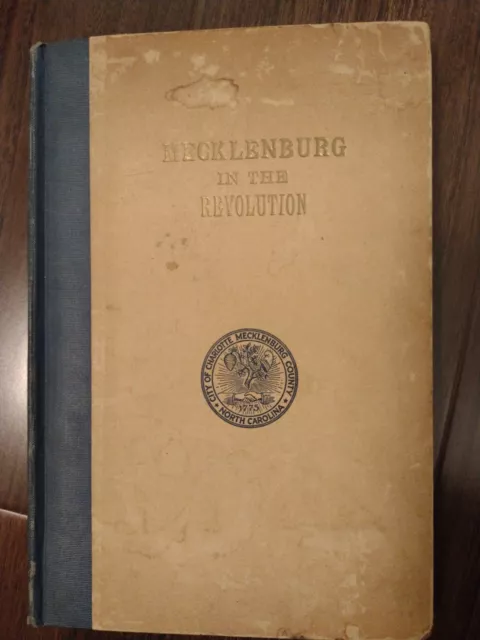 MECKLENBURG
IN THE
REVOLUTION
CITY OF CHARLOTTE MECKLENBURG COUNTY
1775
NORTH CAROLINA